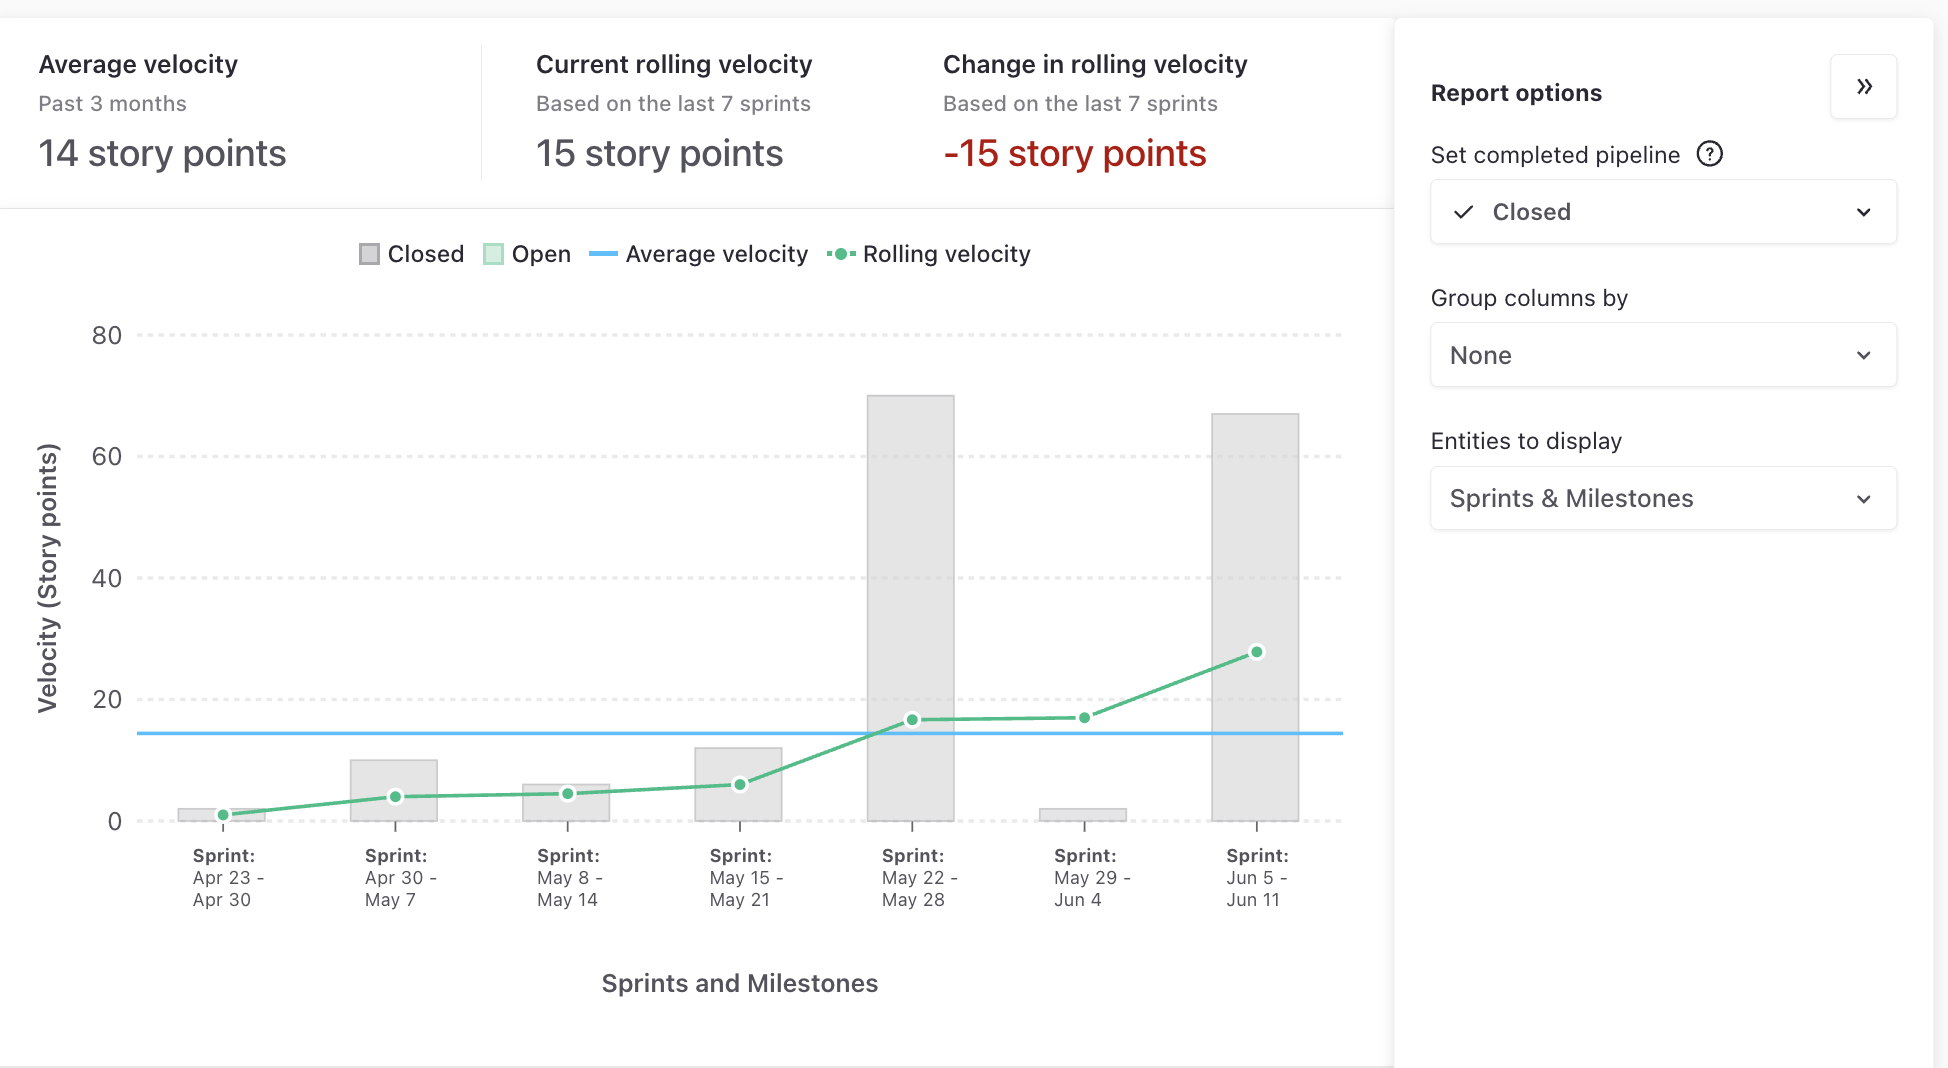 Average velocity
Past 3 months
14 story points
Current rolling velocity
Based on the last 7 sprints
15 story points
Change in rolling velocity
Based on the last 7 sprints
-15 story points
Closed
Open
Average velocity
Rolling velocity
Velocity (Story points)
80
60
40
20
0
Sprint:
Apr 23 -
Apr 30
Sprint:
Apr 30 -
May 7
Sprint:
May 8 -
May 14
Sprint:
May 15 -
May 21
Sprint:
May 22 -
May 28
Sprint:
May 29 -
Jun 4
Sprint:
Jun 5 -
Jun 11
Sprints and Milestones
Report options
Set completed pipeline ?
Closed
Group columns by
None
Entities to display
Sprints & Milestones